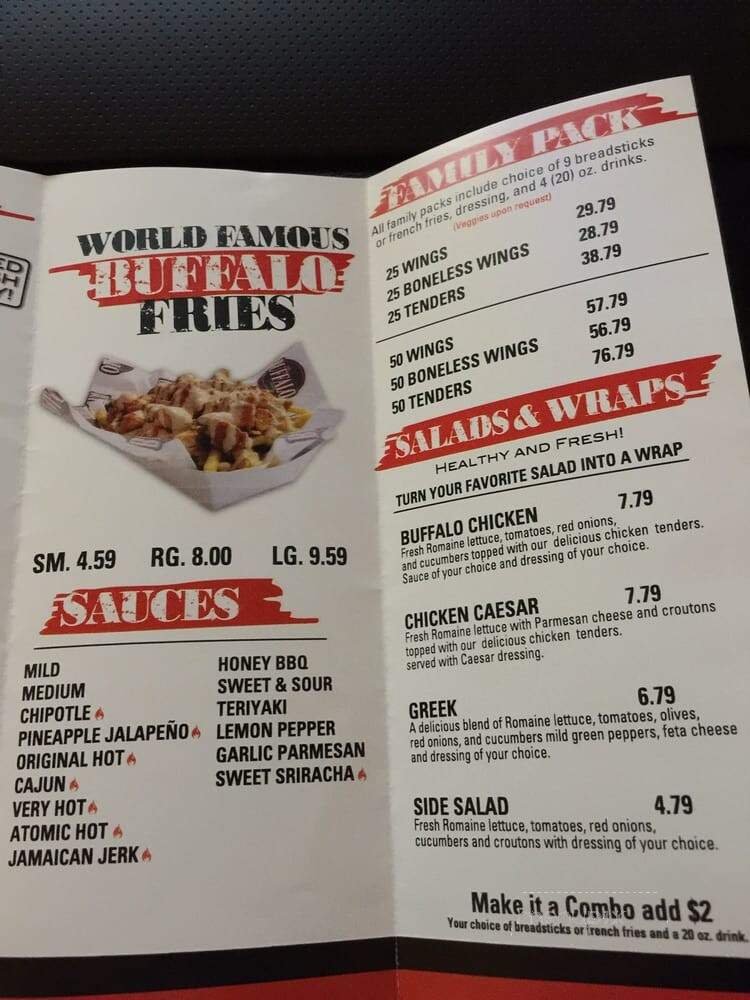 WORLD FAMOUS
BUFFALO
FRIES
BUFFALO
SM. 4.59 RG. 8.00 LG. 9.59
SAUCES
MILD
MEDIUM
CHIPOTLE
PINEAPPLE JALAPEÑO
ORIGINAL HOT
CAJUN
VERY HOT
ATOMIC HOT
JAMAICAN JERK
HONEY BBQ
SWEET & SOUR
TERIYAKI
LEMON PEPPER
GARLIC PARMESAN
SWEET SRIRACHA
FAMILY PACK
All family packs include choice of 9 breadsticks
or french fries, dressing, and 4 (20) oz. drinks.
(Veggies upon request)
25 WINGS 29.79
25 BONELESS WINGS 28.79
25 TENDERS 38.79
50 WINGS 57.79
50 BONELESS WINGS 56.79
50 TENDERS 76.79
SALADS & WRAPS
HEALTHY AND FRESH!
TURN YOUR FAVORITE SALAD INTO A WRAP
BUFFALO CHICKEN 7.79
Fresh Romaine lettuce, tomatoes, red onions,
and cucumbers topped with our delicious chicken tenders.
Sauce of your choice and dressing of your choice.
CHICKEN CAESAR 7.79
Fresh Romaine lettuce with Parmesan cheese and croutons
topped with our delicious chicken tenders.
served with Caesar dressing.
GREEK 6.79
A delicious blend of Romaine lettuce, tomatoes, olives,
red onions, and cucumbers mild green peppers, feta cheese
and dressing of your choice.
SIDE SALAD 4.79
Fresh Romaine lettuce, tomatoes, red onions,
cucumbers and croutons with dressing of your choice.
Make it a Combo add $2
Your choice of breadsticks or french fries and a 20 oz. drink.